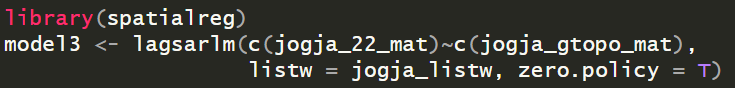 library(spatialreg)
model3 <- lagsarlm(c(jogja_22_mat)~c(jogja_gtopo_mat),
listw = jogja_listw, zero.policy = T)